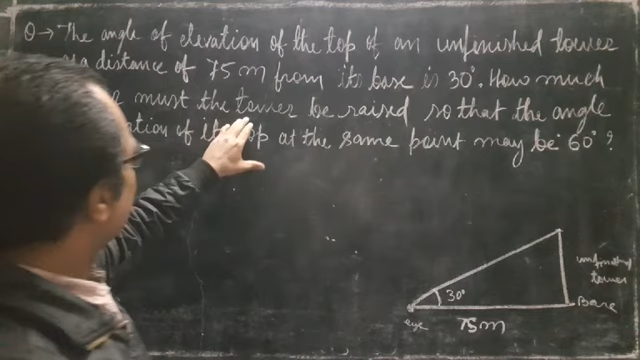 Q → The angle of elevation of the top of an unfinished tower
at a distance of 75 m from its base is 30°. How much
must the tower be raised so that the angle
of its top at the same point may be 60° ?
30°
unfinished
tower
Base
eye
75m